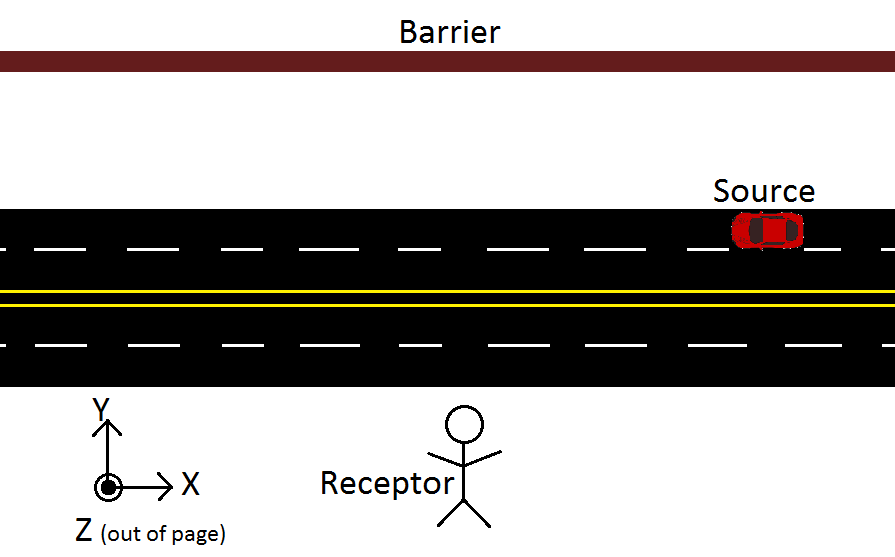 Barrier
Source
Y
X
Receptor
Z (out of page)